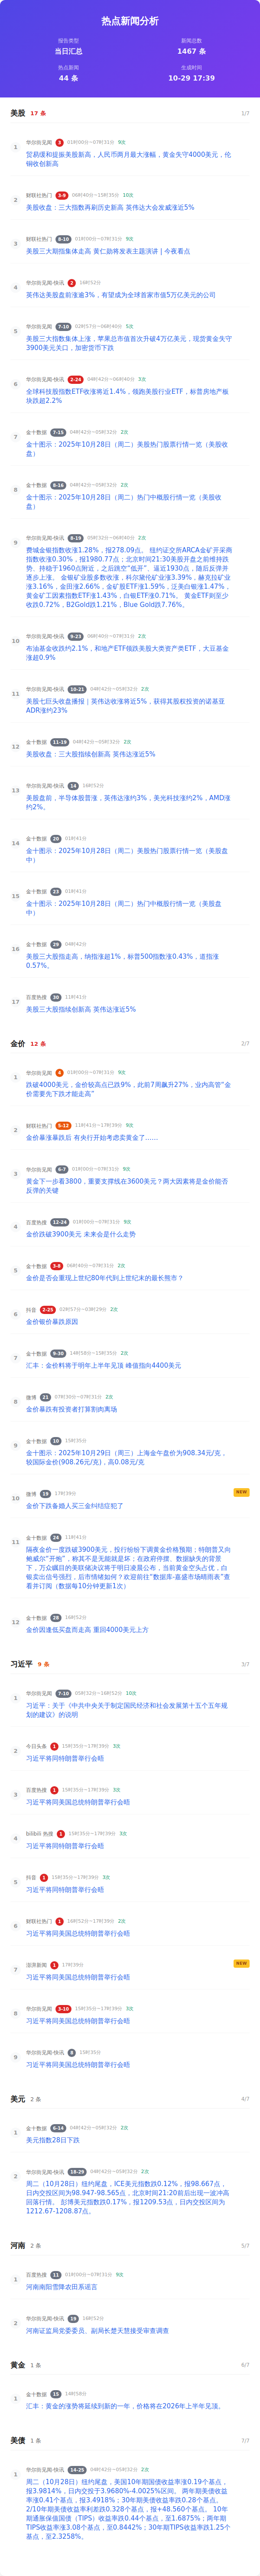 热点新闻分析
报告类型
当日汇总
新闻总数
1467 条
热点新闻
44 条
生成时间
10-29 17:39
美股 17 条 1/7
1
华尔街见闻 3 01时00分~07时31分 9次
贸易缓和提振美股新高，人民币两月最大涨幅，黄金失守4000美元，伦
铜收创新高
2
财联社热门 3-9 06时40分~15时35分 10次
美股收盘：三大指数再刷历史新高 英伟达大会发威涨近5%
3
财联社热门 8-10 01时00分~07时31分 9次
美股三大期指集体走高 黄仁勋将发表主题演讲 | 今夜看点
4
华尔街见闻·快讯 2 16时52分
英伟达美股盘前涨逾3%，有望成为全球首家市值5万亿美元的公司
5
华尔街见闻 7-10 02时57分~06时40分 5次
美股三大指数集体上涨，苹果总市值首次升破4万亿美元，现货黄金失守
3900美元关口，加密货币下跌
6
华尔街见闻·快讯 2-24 04时42分~06时40分 3次
全球科技股指数ETF收涨将近1.4%，领跑美股行业ETF，标普房地产板
块跌超2.2%
7
金十数据 7-15 04时42分~05时32分 2次
金十图示：2025年10月28日（周二）美股热门股票行情一览（美股收
盘）
8
金十数据 8-16 04时42分~05时32分 2次
金十图示：2025年10月28日（周二）热门中概股行情一览（美股收
盘）
9
华尔街见闻·快讯 8-19 05时32分~06时40分 2次
费城金银指数收涨1.28%，报278.09点。 纽约证交所ARCA金矿开采商
指数收涨0.30%，报1980.77点；北京时间21:30美股开盘之前维持跌
势、持稳于1960点附近，之后跳空“低开”、逼近1930点，随后反弹并
逐步上涨。 金银矿业股多数收涨，科尔黛伦矿业涨3.39%，赫克拉矿业
涨3.16%，金田涨2.66%，金矿股ETF涨1.59%，泛美白银涨1.47%，
黄金矿工因素指数ETF涨1.43%，白银ETF涨0.71%。 黄金ETF则至少
收跌0.72%，B2Gold跌1.21%，Blue Gold跌7.76%。
10
华尔街见闻·快讯 9-23 06时40分~07时31分 2次
布油基金收跌约2.1%，和地产ETF领跌美股大类资产类ETF，大豆基金
涨超0.9%
11
华尔街见闻·快讯 10-21 04时42分~05时32分 2次
美股七巨头收盘播报｜英伟达收涨将近5%，获得其股权投资的诺基亚
ADR涨约23%
12
金十数据 11-19 04时42分~05时32分 2次
美股收盘：三大股指续创新高 英伟达涨近5%
13
华尔街见闻·快讯 14 16时52分
美股盘前，半导体股普涨，英伟达涨约3%，美光科技涨约2%，AMD涨
约2%。
14
金十数据 20 01时41分
金十图示：2025年10月28日（周二）美股热门股票行情一览（美股盘
中）
15
金十数据 23 01时41分
金十图示：2025年10月28日（周二）热门中概股行情一览（美股盘
中）
16
金十数据 29 04时42分
美股三大股指走高，纳指涨超1%，标普500指数涨0.43%，道指涨
0.57%。
17
百度热搜 30 11时41分
美股三大股指续创新高 英伟达涨近5%
金价 12 条 2/7
1
华尔街见闻 4 01时00分~07时31分 9次
跌破4000美元，金价较高点已跌9%，此前7周飙升27%，业内高管“金
价需要先下跌才能走高”
2
财联社热门 5-12 11时41分~17时39分 9次
金价暴涨暴跌后 有央行开始考虑卖黄金了……
3
华尔街见闻 6-7 01时00分~07时31分 9次
黄金下一步看3800，重要支撑线在3600美元？两大因素将是金价能否
反弹的关键
4
百度热搜 12-24 01时00分~07时31分 9次
金价跌破3900美元 未来会是什么走势
5
金十数据 3-8 06时40分~07时31分 2次
金价是否会重现上世纪80年代到上世纪末的最长熊市？
6
抖音 2-25 02时57分~03时29分 2次
金价银价暴跌原因
7
金十数据 9-30 14时58分~15时35分 2次
汇丰：金价料将于明年上半年见顶 峰值指向4400美元
8
微博 21 07时30分~07时31分 2次
金价暴跌有投资者打算割肉离场
9
金十数据 10 15时35分
金十图示：2025年10月29日（周三）上海金午盘价为908.34元/克，
较国际金价(908.26元/克)，高0.08元/克
10
微博 19 17时39分 NEW
金价下跌备婚人买三金纠结症犯了
11
金十数据 24 11时41分
隔夜金价一度跌破3900美元，投行纷纷下调黄金价格预期；特朗普又向
鲍威尔“开炮”，称其不是无能就是坏；在政府停摆、数据缺失的背景
下，万众瞩目的美联储决议将于明日凌晨公布，当前黄金空头占优，白
银卖出信号强烈，后市情绪如何？欢迎前往“数据库-嘉盛市场晴雨表”查
看并订阅（数据每10分钟更新1次）
12
金十数据 28 16时52分
金价因逢低买盘而走高 重回4000美元上方
习近平 9 条 3/7
1
华尔街见闻 7-10 05时32分~16时52分 10次
习近平：关于《中共中央关于制定国民经济和社会发展第十五个五年规
划的建议》的说明
2
今日头条 1 15时35分~17时39分 3次
习近平将同特朗普举行会晤
3
百度热搜 1 15时35分~17时39分 3次
习近平将同美国总统特朗普举行会晤
4
bilibili 热搜 1 15时35分~17时39分 3次
习近平将同特朗普举行会晤
5
抖音 1 15时35分~17时39分 3次
习近平将同特朗普举行会晤
6
财联社热门 1 16时52分~17时39分 2次
习近平将同美国总统特朗普举行会晤
7
澎湃新闻 1 17时39分 NEW
习近平将同美国总统特朗普举行会晤
8
华尔街见闻 3-10 15时35分~17时39分 3次
习近平将同美国总统特朗普举行会晤
9
华尔街见闻·快讯 8 15时35分
习近平将同美国总统特朗普举行会晤
美元 2 条 4/7
1
金十数据 6-14 04时42分~05时32分 2次
美元指数28日下跌
2
华尔街见闻·快讯 18-29 04时42分~05时32分 2次
周二（10月28日）纽约尾盘，ICE美元指数跌0.12%，报98.667点，
日内交投区间为98.947-98.565点，北京时间21:20前后出现一波冲高
回落行情。 彭博美元指数跌0.17%，报1209.53点，日内交投区间为
1212.67-1208.87点。
河南 2 条 5/7
1
百度热搜 11 01时00分~07时31分 9次
河南南阳雪降农田系谣言
2
华尔街见闻·快讯 19 16时52分
河南证监局党委委员、副局长楚天慧接受审查调查
黄金 1 条 6/7
1
金十数据 15 14时58分
汇丰：黄金的涨势将延续到新的一年，价格将在2026年上半年见顶。
美债 1 条 7/7
1
华尔街见闻·快讯 14-25 04时42分~05时32分 2次
周二（10月28日）纽约尾盘，美国10年期国债收益率涨0.19个基点，
报3.9814%，日内交投于3.9680%-4.0025%区间。 两年期美债收益
率涨0.41个基点，报3.4918%；30年期美债收益率跌0.28个基点。
2/10年期美债收益率利差跌0.328个基点，报+48.560个基点。 10年
期通胀保值国债（TIPS）收益率跌0.44个基点，至1.6875%；两年期
TIPS收益率涨3.08个基点，至0.8442%；30年期TIPS收益率跌1.25个
基点，至2.3258%。